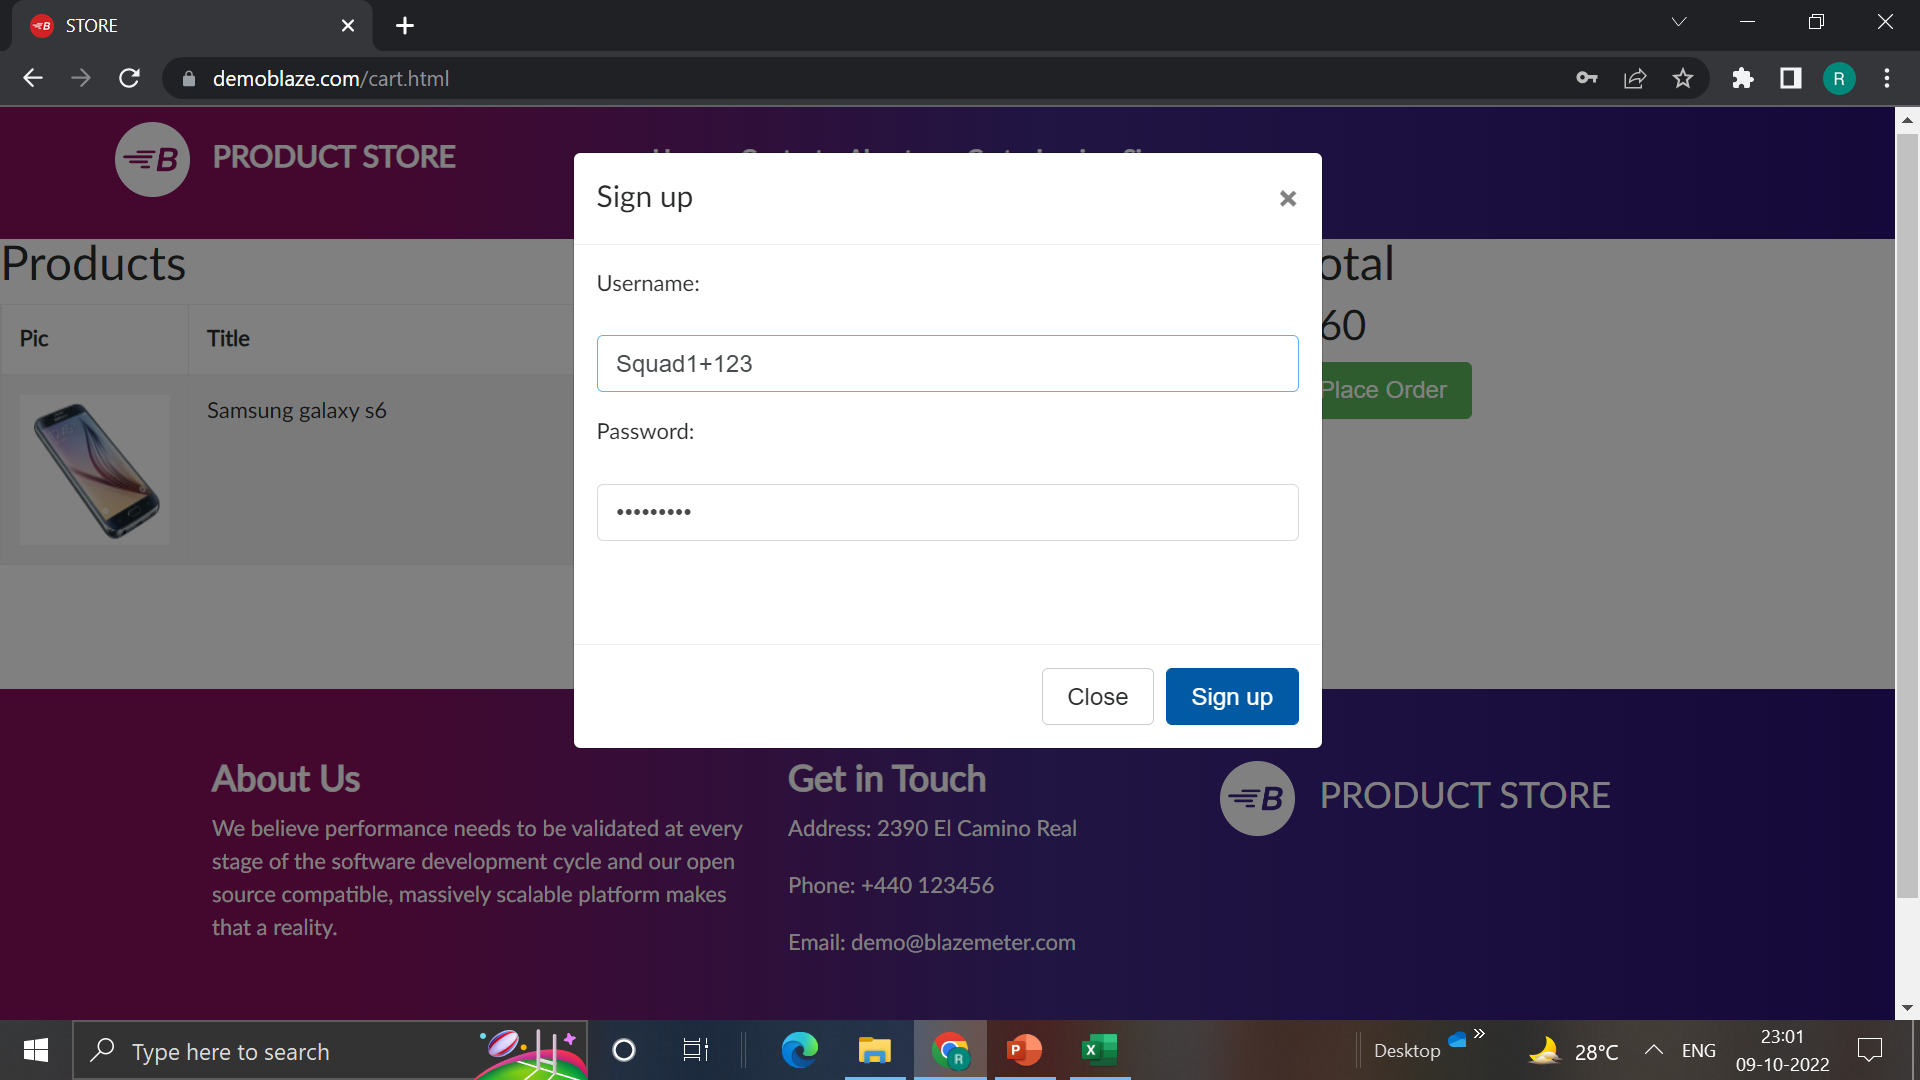 STORE
demoblaze.com/cart.html
R
B PRODUCT STORE
Sign up
×
Products
Username:
otal
60
Pic
Title
Squad1+123
Place Order
Samsung galaxy s6
Password:
•••••••••
Close
Sign up
About Us
We believe performance needs to be validated at every
stage of the software development cycle and our open
source compatible, massively scalable platform makes
that a reality.
Get in Touch
Address: 2390 El Camino Real
Phone: +440 123456
Email: demo@blazemeter.com
B PRODUCT STORE
Type here to search
Desktop
28°C
ENG
23:01
09-10-2022